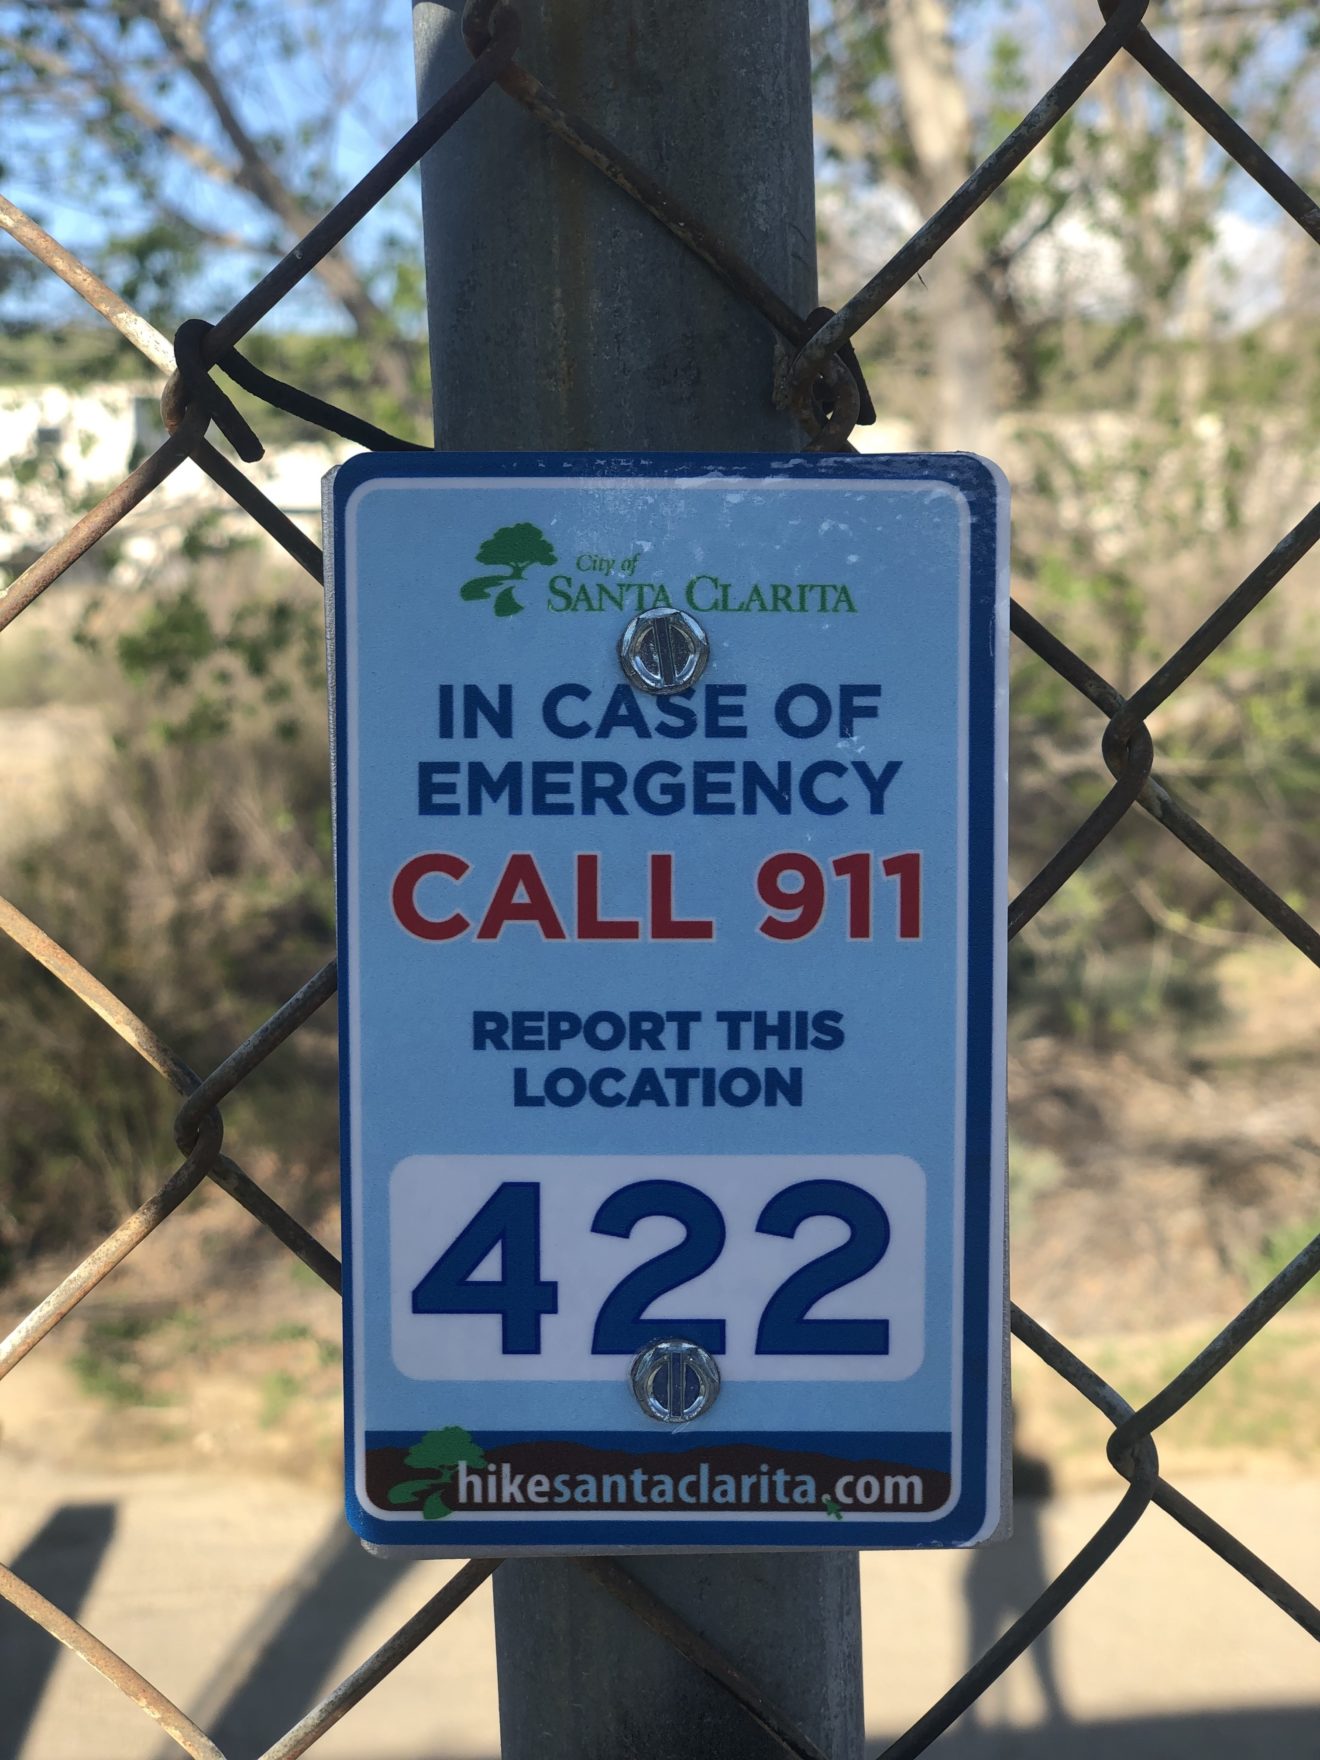 City of
SANTA CLARITA
IN CASE OF
EMERGENCY
CALL 911
REPORT THIS
LOCATION
422
hikesantaclarita.com